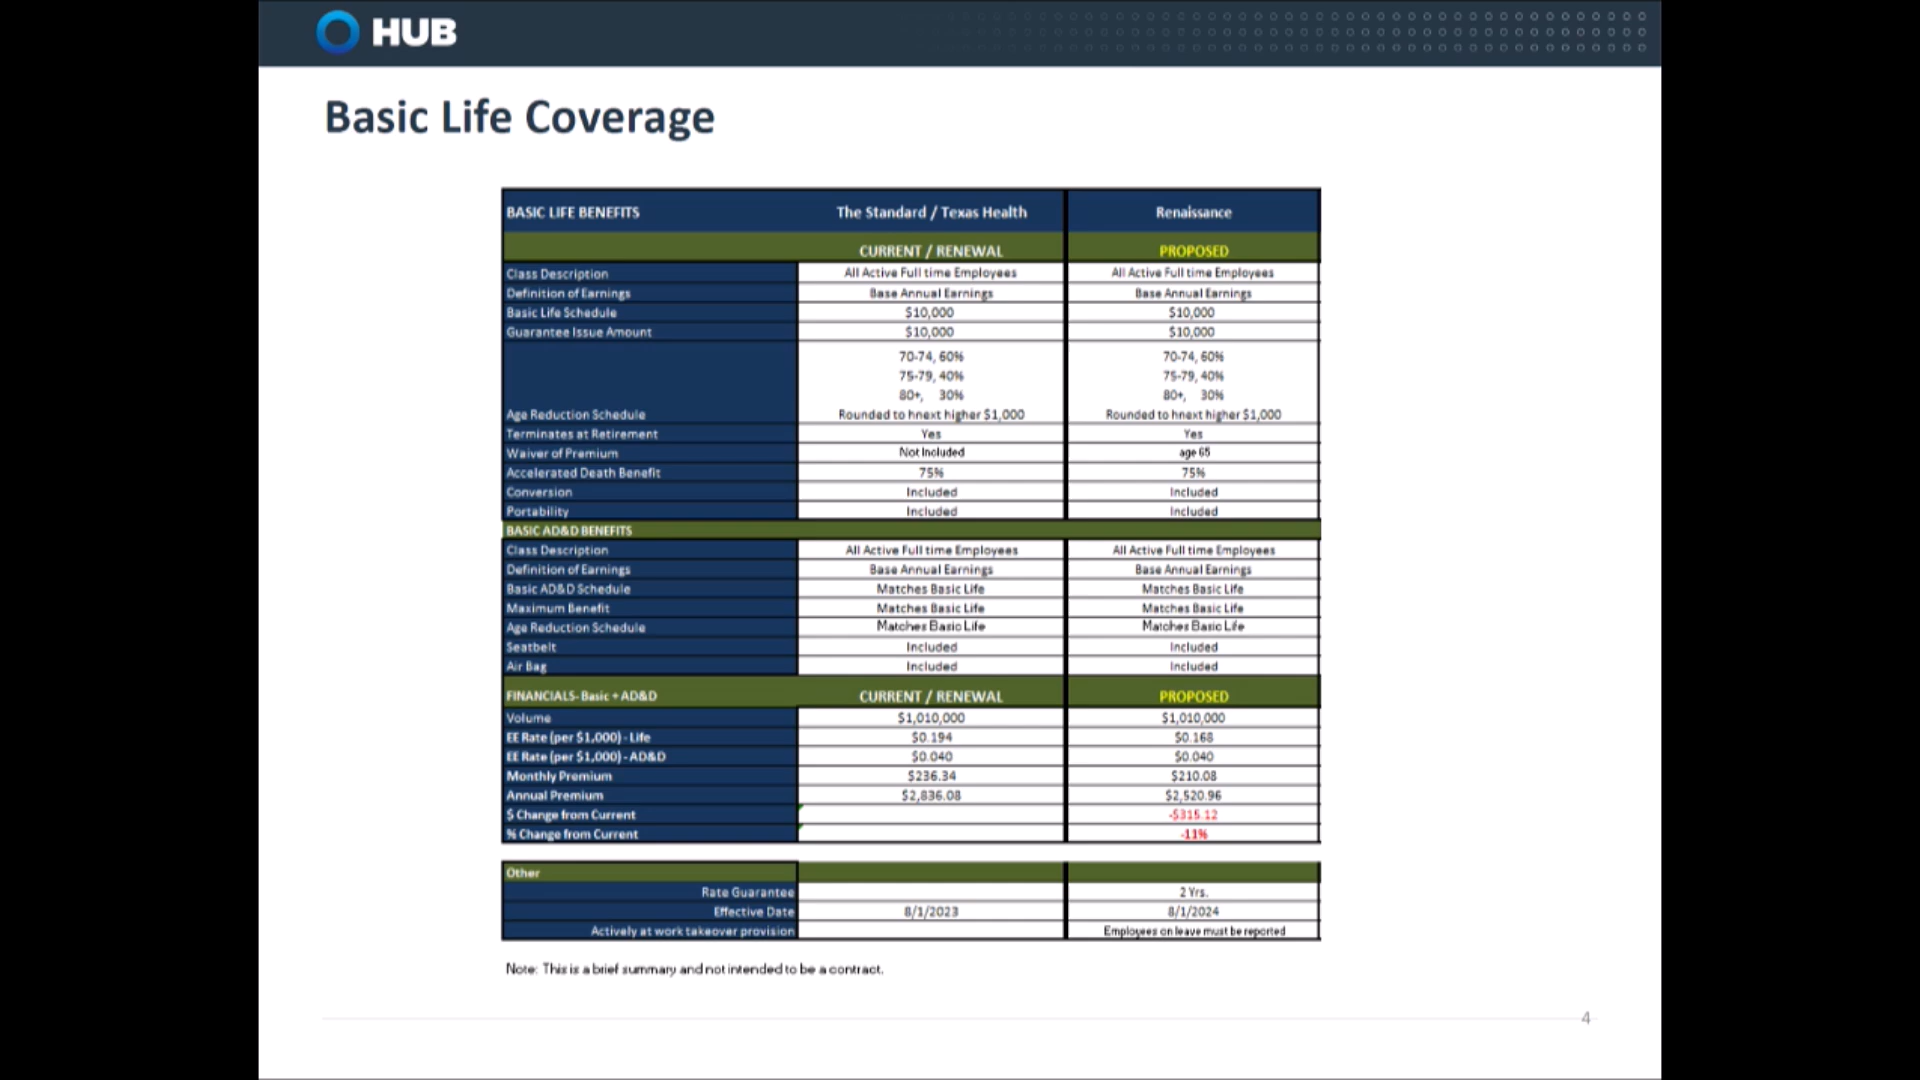 HUB
Basic Life Coverage
BASIC LIFE BENEFITS The Standard / Texas Health Renaissance
CURRENT / RENEWAL PROPOSED
Class Description All Active Full time Employees All Active Full time Employees
Definition of Earnings Base Annual Earnings Base Annual Earnings
Basic Life Schedule $10,000 $10,000
Guarantee Issue Amount $10,000 $10,000
70-74, 60% 70-74, 60%
75-79, 40% 75-79, 40%
80+, 30% 80+, 30%
Age Reduction Schedule Rounded to hnext higher $1,000 Rounded to hnext higher $1,000
Terminates at Retirement Yes Yes
Waiver of Premium Not Included age 65
Accelerated Death Benefit 75% 75%
Conversion Included Included
Portability Included Included
BASIC AD&D BENEFITS
Class Description All Active Full time Employees All Active Full time Employees
Definition of Earnings Base Annual Earnings Base Annual Earnings
Basic AD&D Schedule Matches Basic Life Matches Basic Life
Maximum Benefit Matches Basic Life Matches Basic Life
Age Reduction Schedule Matches Basic Life Matches Basic Life
Seatbelt Included Included
Air Bag Included Included
FINANCIALS- Basic + AD&D CURRENT / RENEWAL PROPOSED
Volume $1,010,000 $1,010,000
EE Rate (per $1,000) - Life $0.194 $0.168
EE Rate (per $1,000) - AD&D $0.040 $0.040
Monthly Premium $236.34 $210.08
Annual Premium $2,836.08 $2,520.96
$ Change from Current -$315.12
% Change from Current -11%
Other
Rate Guarantee 2 Yrs.
Effective Date 8/1/2023 8/1/2024
Actively at work takeover provision Employees on leave must be reported
Note: This is a brief summary and not intended to be a contract.
4